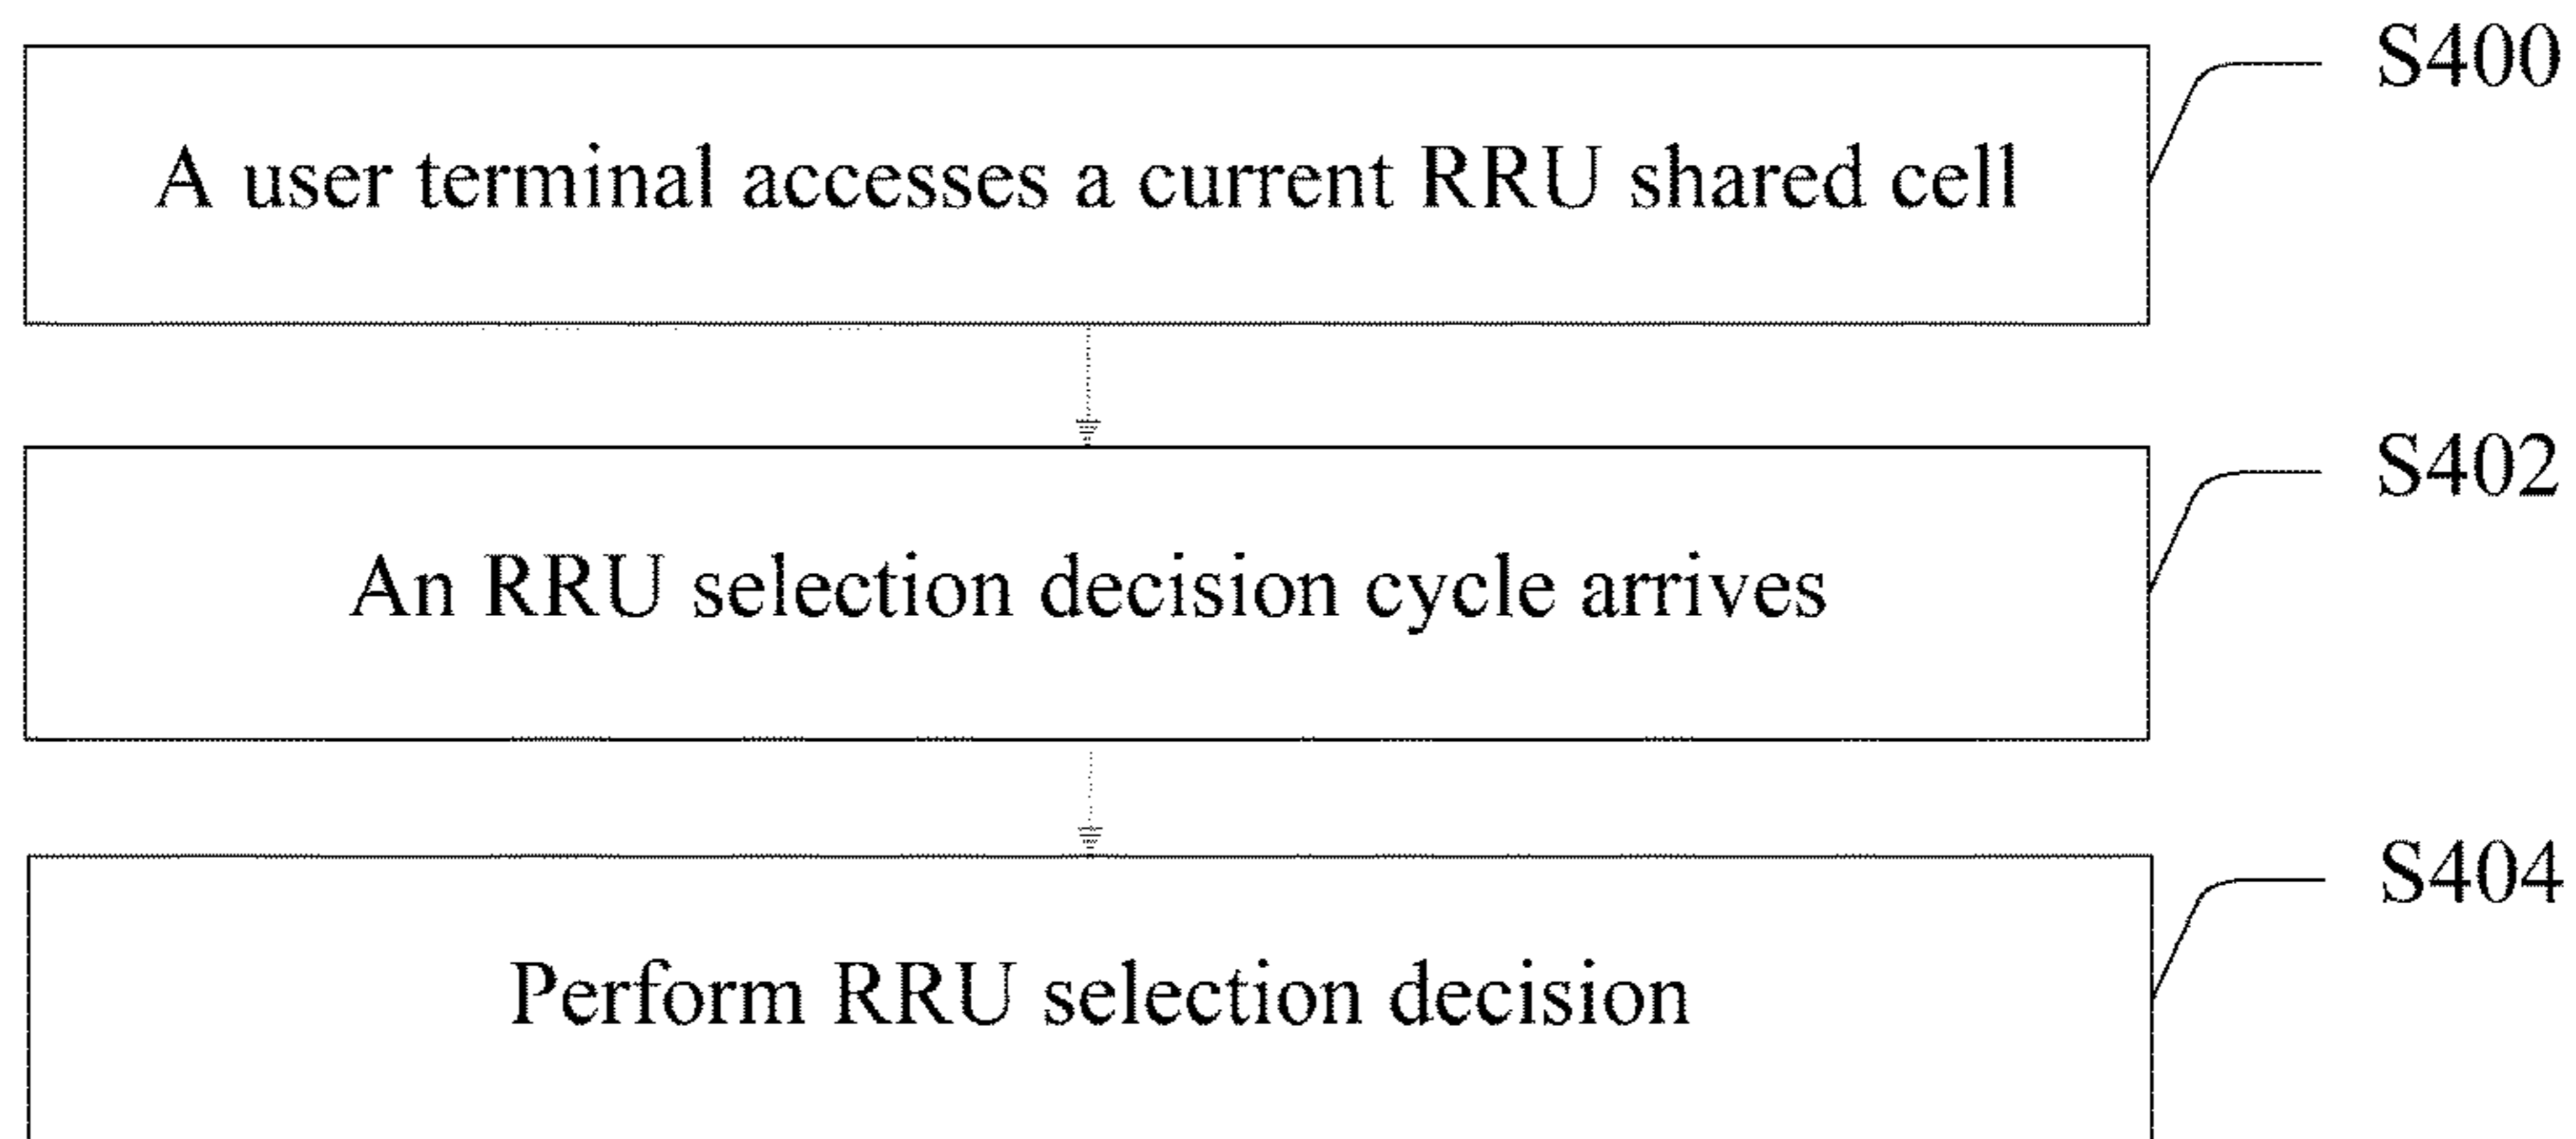 S400
A user terminal accesses a current RRU shared cell
S402
An RRU selection decision cycle arrives
S404
Perform RRU selection decision